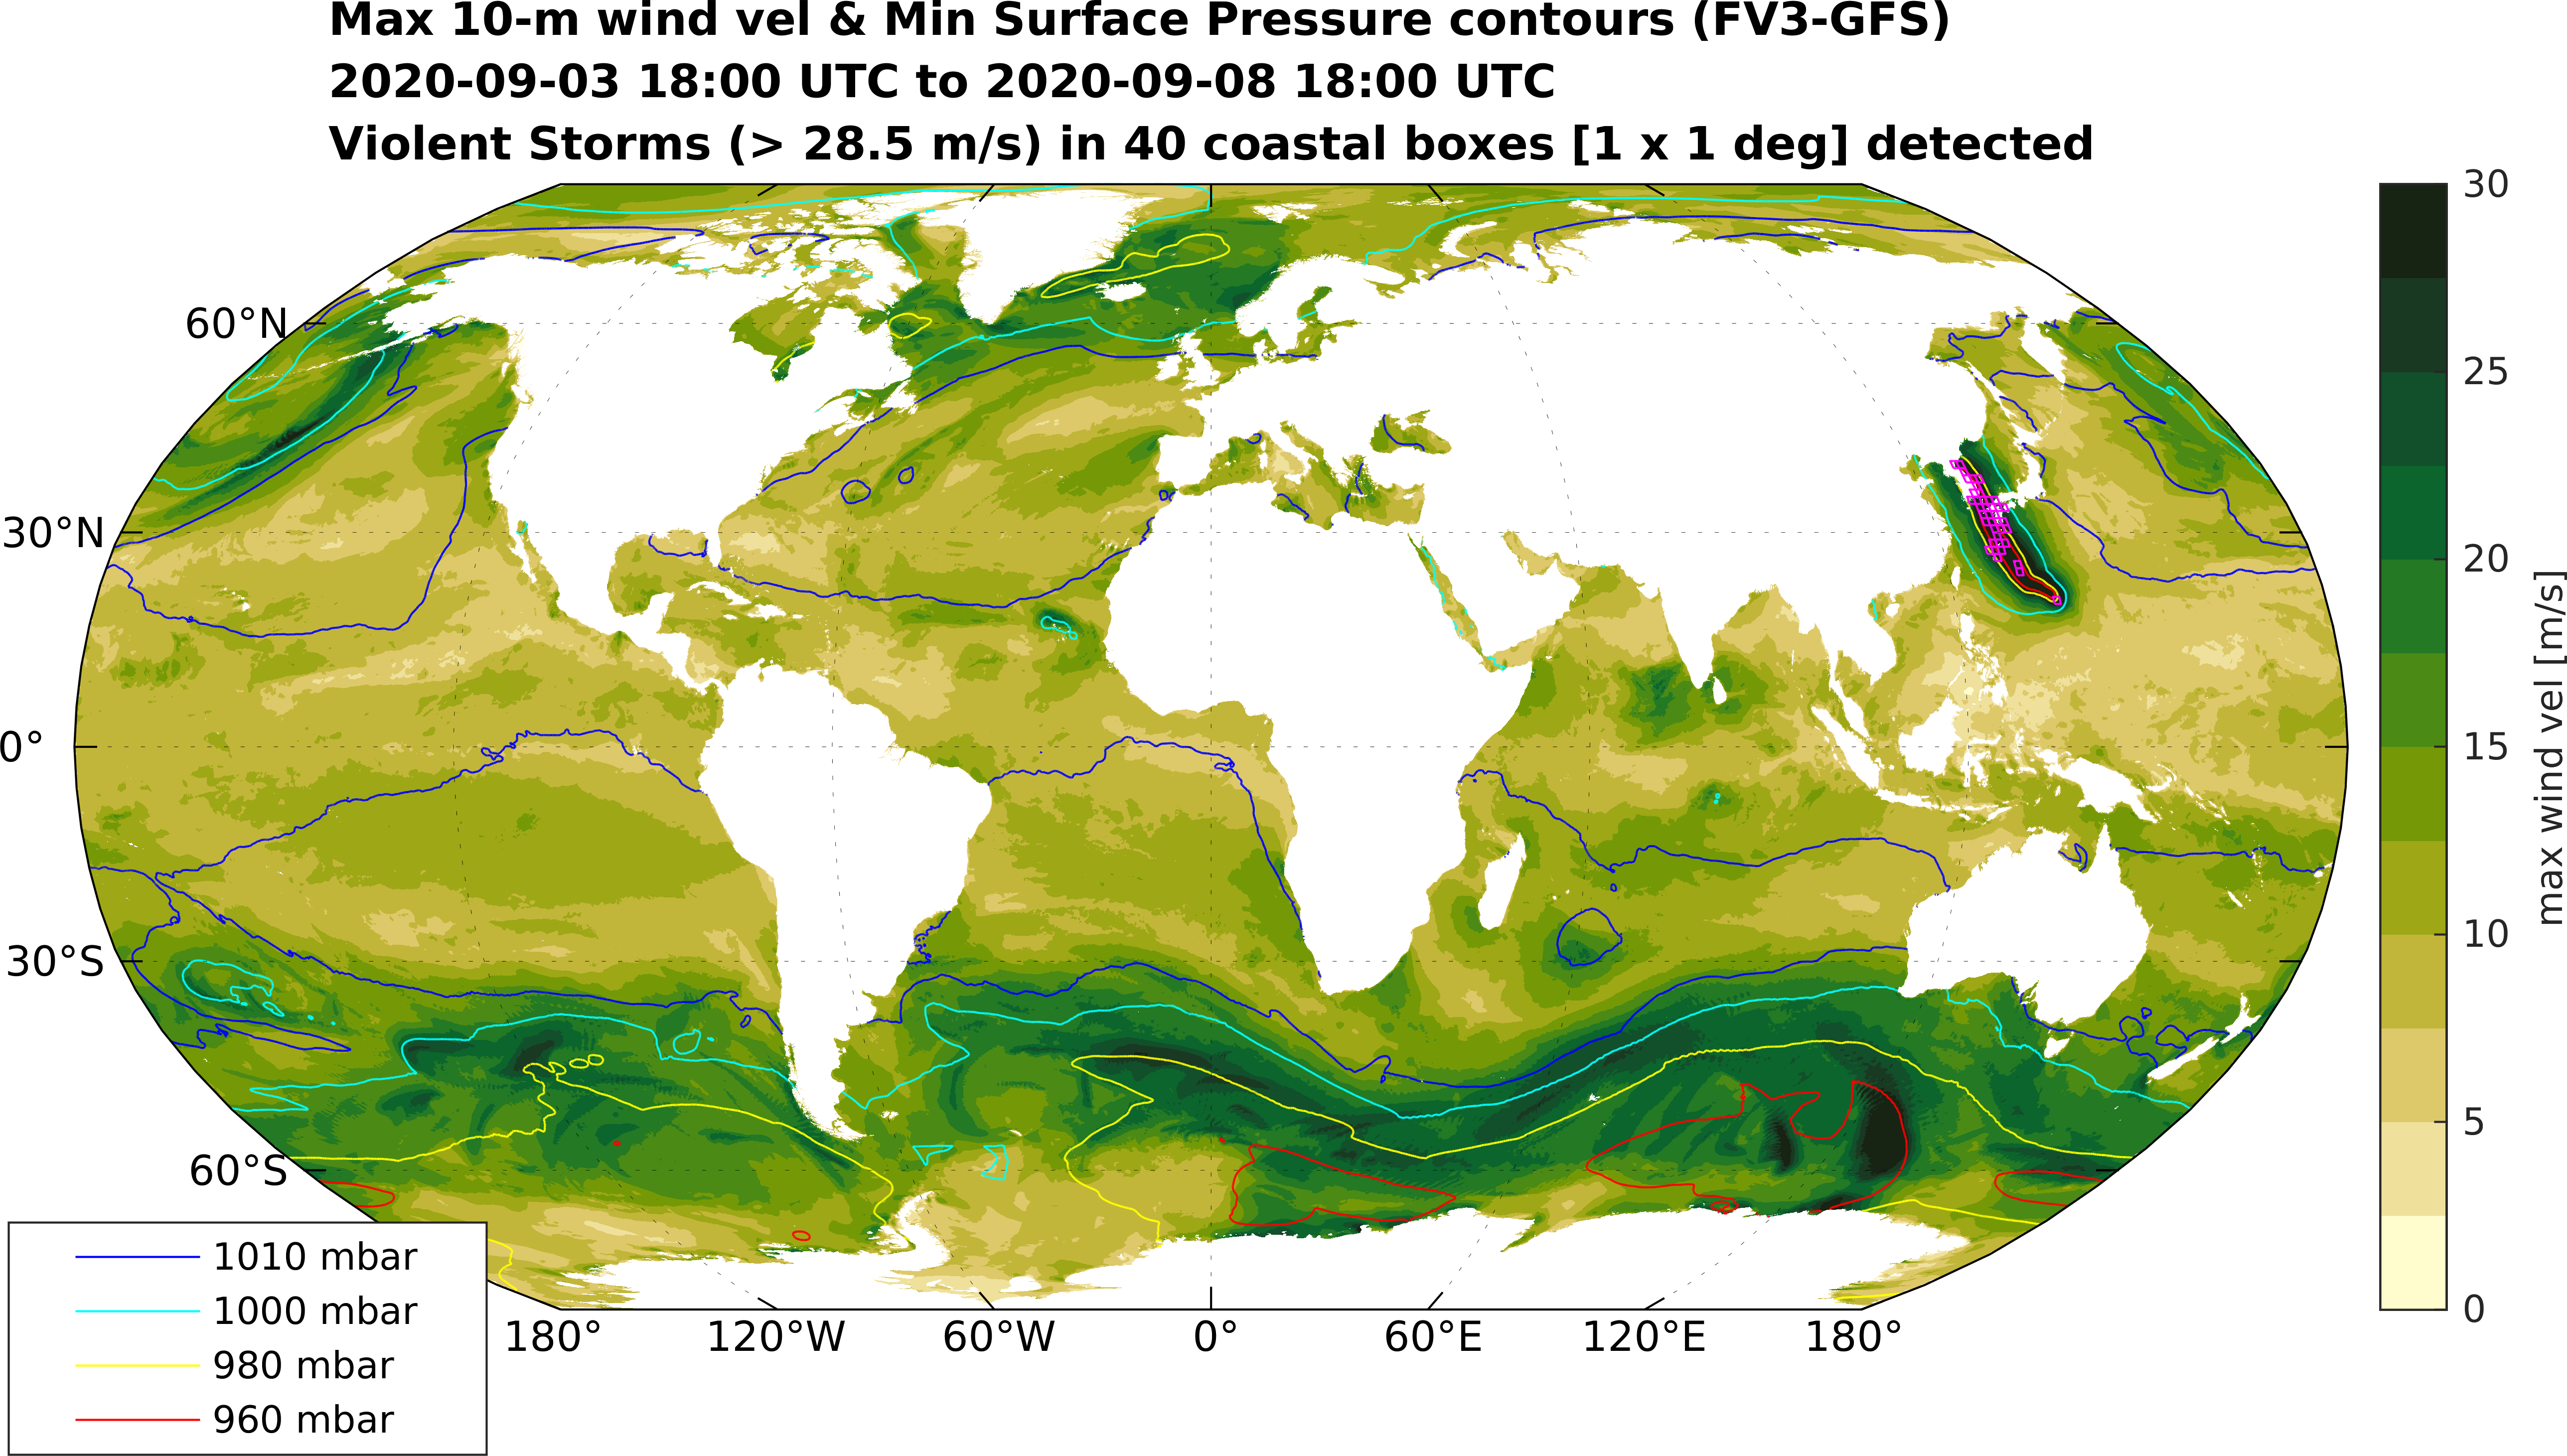 Max 10-m wind vel & Min Surface Pressure contours (FV3-GFS)
2020-09-03 18:00 UTC to 2020-09-08 18:00 UTC
Violent Storms (> 28.5 m/s) in 40 coastal boxes [1 x 1 deg] detected
60°N
30°N
0°
30°S
60°S
180°
120°W
60°W
0°
60°E
120°E
180°
1010 mbar
1000 mbar
980 mbar
960 mbar
30
25
20
15
10
5
0
max wind vel [m/s]